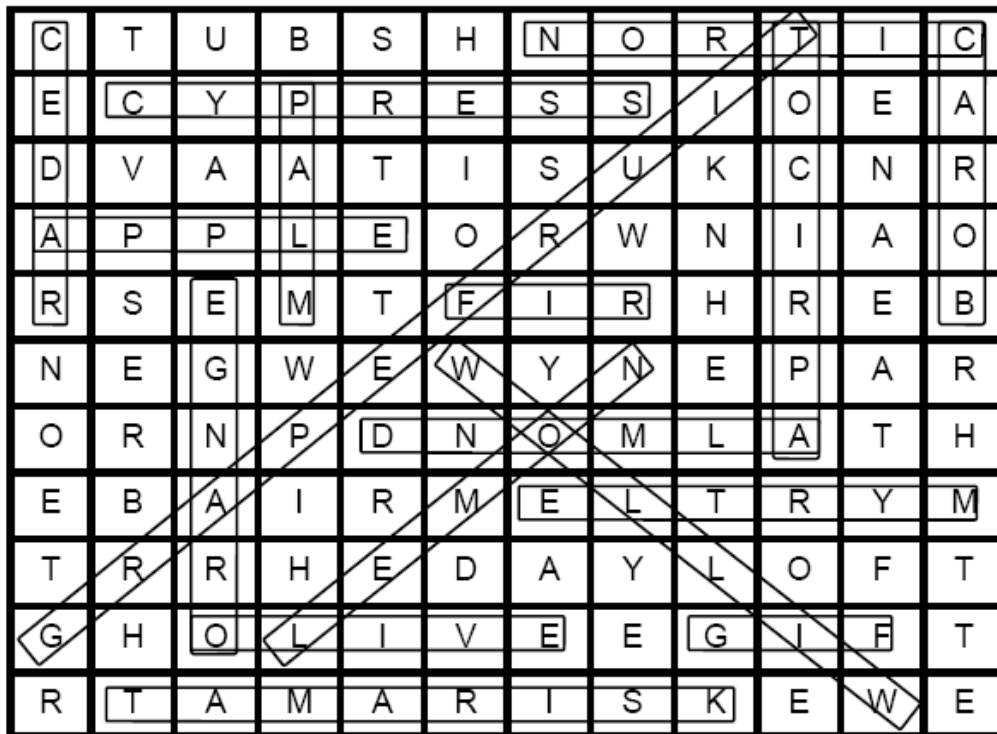 C T U B S H N O R T I C
E C Y P R E S S I O E A
D V A A T I S U K C N R
A P P L E O R W N I A O
R S E M T F I R H R E B
N E G W E W Y N E P A R
O R N P D N O M L A T H
E B A I R M E L T R Y M
T R R H E D A Y L O F T
G H O L I V E E G I F T
R T A M A R I S K E W E